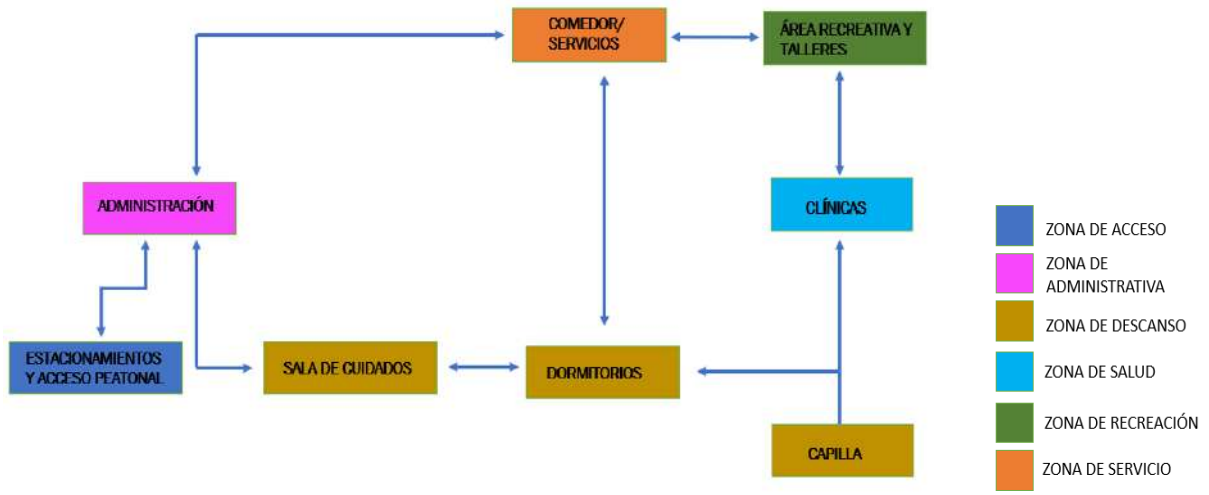 COMEDOR/
SERVICIOS
ÁREA RECREATIVA Y
TALLERES
ADMINISTRACIÓN
CLÍNICAS
ESTACIONAMIENTOS
Y ACCESO PEATONAL
SALA DE CUIDADOS
DORMITORIOS
CAPILLA
ZONA DE ACCESO
ZONA DE
ADMINISTRATIVA
ZONA DE DESCANSO
ZONA DE SALUD
ZONA DE RECREACIÓN
ZONA DE SERVICIO